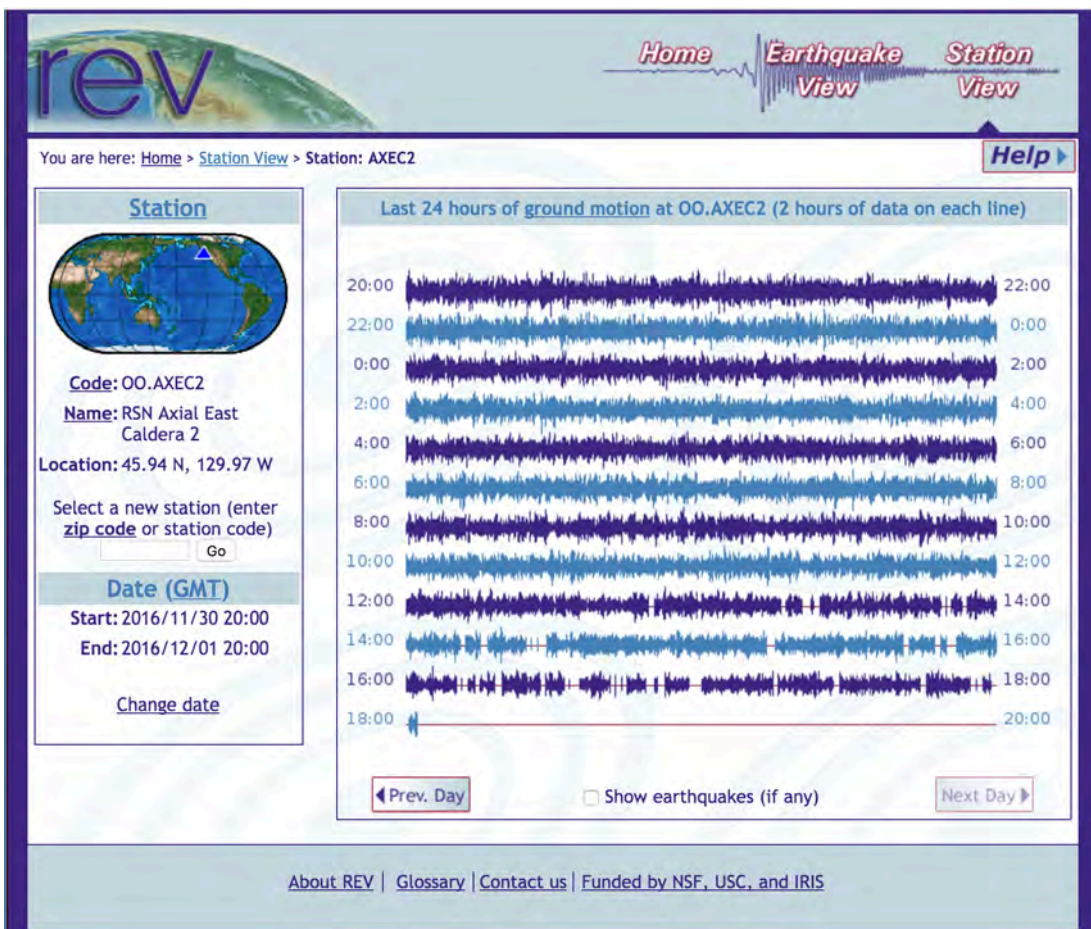 rev
Home
Earthquake
View
Station
View
You are here: Home > Station View > Station: AXEC2
Help
Station
Code: OO.AXEC2
Name: RSN Axial East
Caldera 2
Location: 45.94 N, 129.97 W
Select a new station (enter
zip code or station code)
Go
Date (GMT)
Start: 2016/11/30 20:00
End: 2016/12/01 20:00
Change date
Last 24 hours of ground motion at OO.AXEC2 (2 hours of data on each line)
20:00 22:00
22:00 0:00
0:00 2:00
2:00 4:00
4:00 6:00
6:00 8:00
8:00 10:00
10:00 12:00
12:00 14:00
14:00 16:00
16:00 18:00
18:00 20:00
Prev. Day
Show earthquakes (if any)
Next Day
About REV | Glossary | Contact us | Funded by NSF, USC, and IRIS